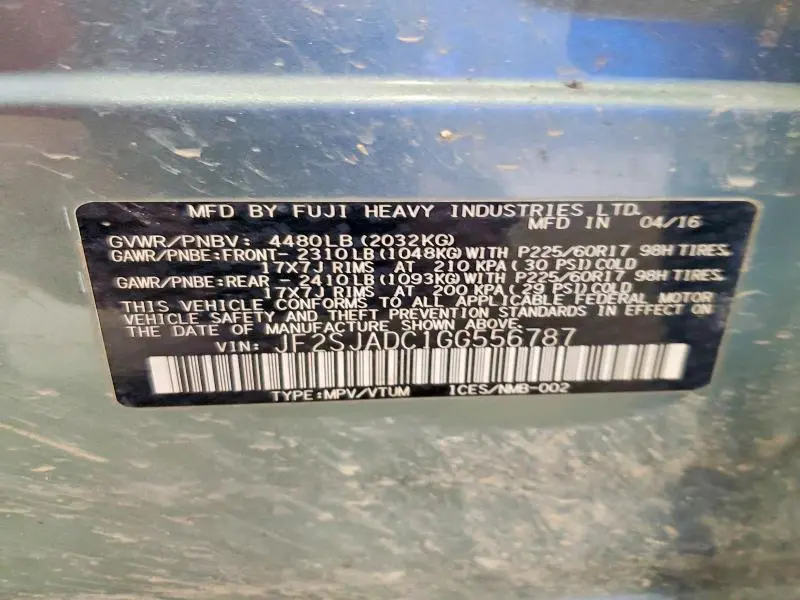 MFD BY FUJI HEAVY INDUSTRIES LTD.
MFD IN 04/16
GVWR/PNBV: 4480LB(2032KG)
GAWR/PNBE:FRONT-2310LB(1048KG)WITH P225/60R17 98H TIRES,
17X7J RIMS AT 210 KPA(30 PSI)COLD
GAWR/PNBE:REAR -2410LB(1093KG)WITH P225/60R17 98H TIRES,
17X7J RIMS AT 200 KPA(29 PSI)COLD
THIS VEHICLE CONFORMS TO ALL APPLICABLE FEDERAL MOTOR
VEHICLE SAFETY AND THEFT PREVENTION STANDARDS IN EFFECT ON
THE DATE OF MANUFACTURE SHOWN ABOVE.
VIN: JF2SJADC1GG556787
TYPE:MPV/VTUM ICES/NMB-002